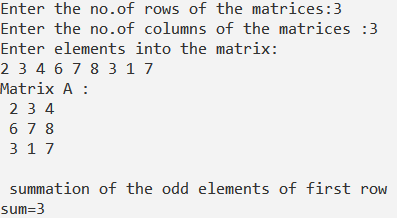 Enter the no.of rows of the matrices:3
Enter the no.of columns of the matrices :3
Enter elements into the matrix:
2 3 4 6 7 8 3 1 7
Matrix A :
2 3 4
6 7 8
3 1 7
summation of the odd elements of first row
sum=3